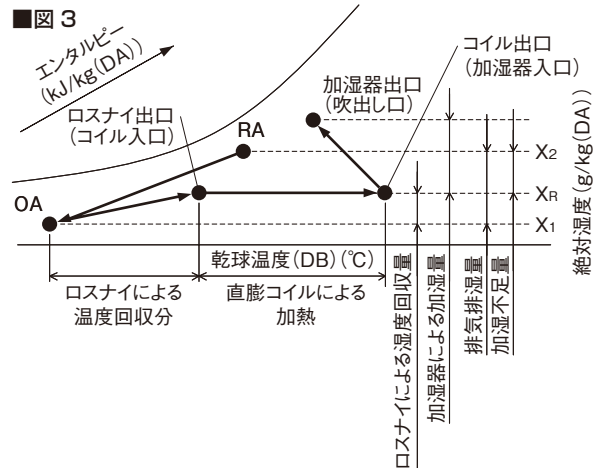 ■図3
エンタルピー
(kJ/kg(DA))
ロスナイ出口
(コイル入口)
加湿器出口
(吹出し口)
コイル出口
(加湿器入口)
RA
OA
X2
XR
X1
絶対湿度(g/kg(DA))
乾球温度(DB)(℃)
ロスナイによる
温度回収分
直膨コイルによる
加熱
ロスナイによる湿度回収量
加湿器による加湿量
排気排湿量
加湿不足量